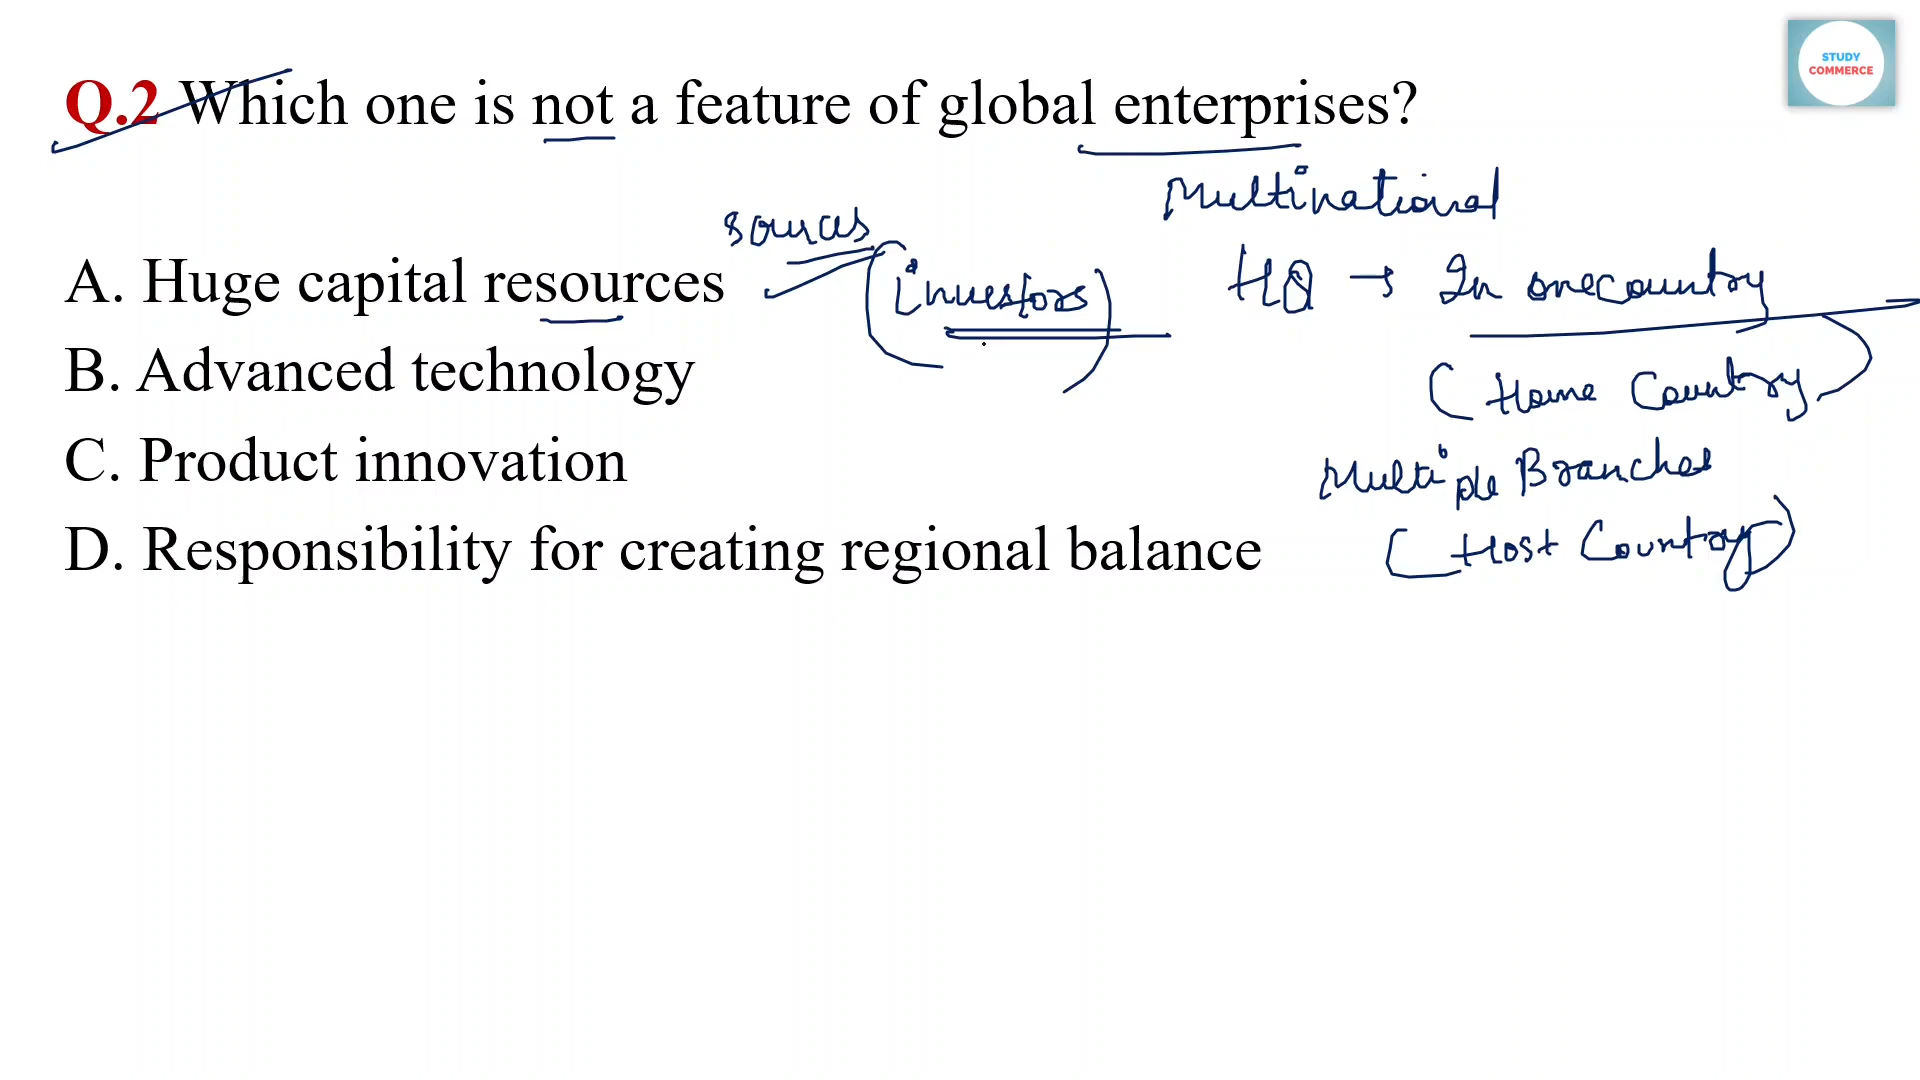 STUDY
COMMERCE
Q.2 Which one is not a feature of global enterprises?
Multinational
sources
A. Huge capital resources
(investors)
HQ → In one country
B. Advanced technology
(Home Country)
C. Product innovation
Multiple Branches
D. Responsibility for creating regional balance
(Host Country)